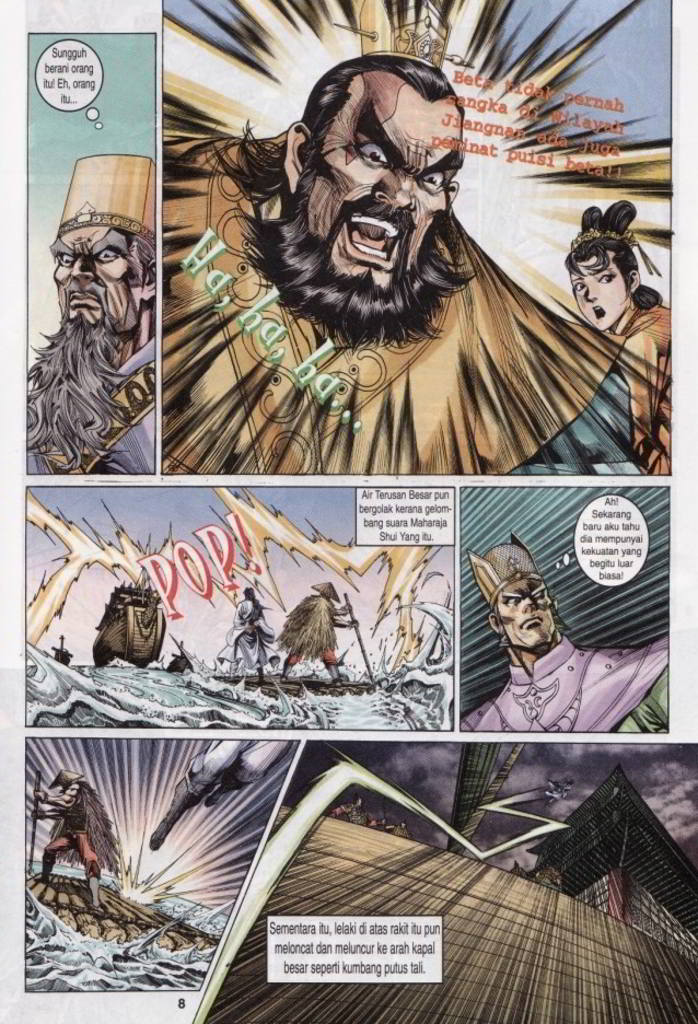 Sungguh
berani orang
itu! Eh, orang
itu...
Beta tidak pernah
sangka di Wilayah
Jiangnan ada juga
peminat puisi beta!!
Ha, ha, ha, ha...
Air Terusan Besar pun
bergolak kerana gelom-
bang suara Maharaja
Shui Yang itu.
POP!
Ah!
Sekarang
baru aku tahu
dia mempunyai
kekuatan yang
begitu luar
biasa!
Sementara itu, lelaki di atas rakit itu pun
meloncat dan meluncur ke arah kapal
besar seperti kumbang putus tali.
8